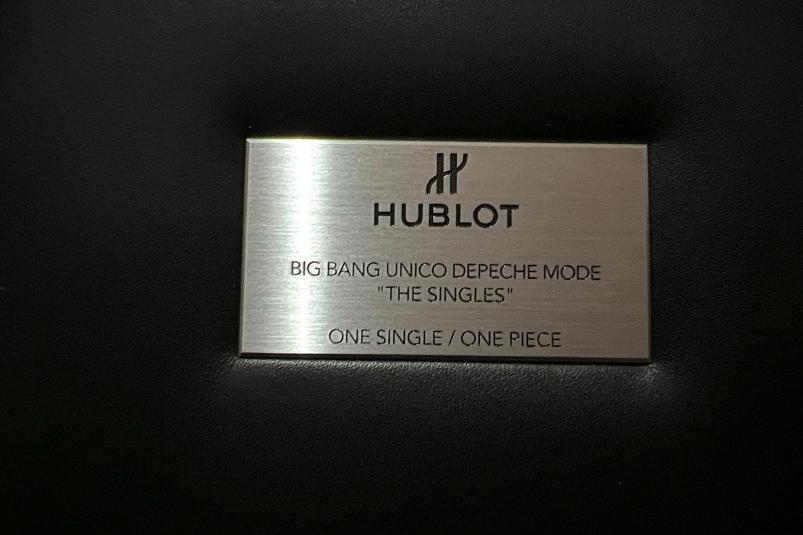 HUBLOT
BIG BANG UNICO DEPECHE MODE
"THE SINGLES"
ONE SINGLE / ONE PIECE